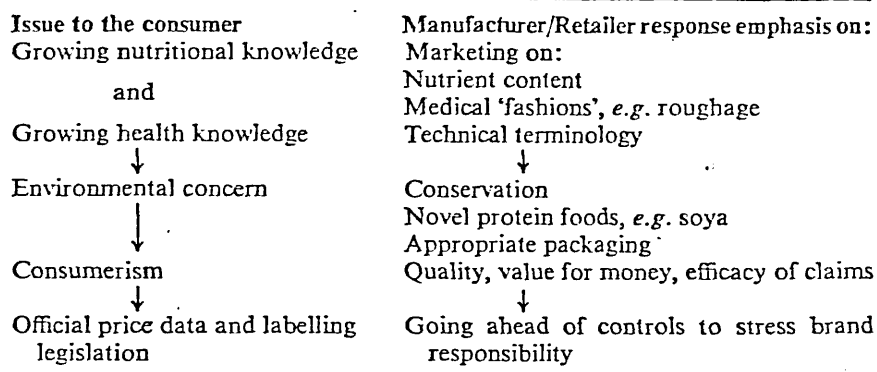 Issue to the consumer
Growing nutritional knowledge
and
Growing health knowledge
Environmental concern
Consumerism
Official price data and labelling
legislation
Manufacturer/Retailer response emphasis on:
Marketing on:
Nutrient content
Medical ‘fashions’, e.g. roughage
Technical terminology
Conservation
Novel protein foods, e.g. soya
Appropriate packaging
Quality, value for money, efficacy of claims
Going ahead of controls to stress brand
responsibility